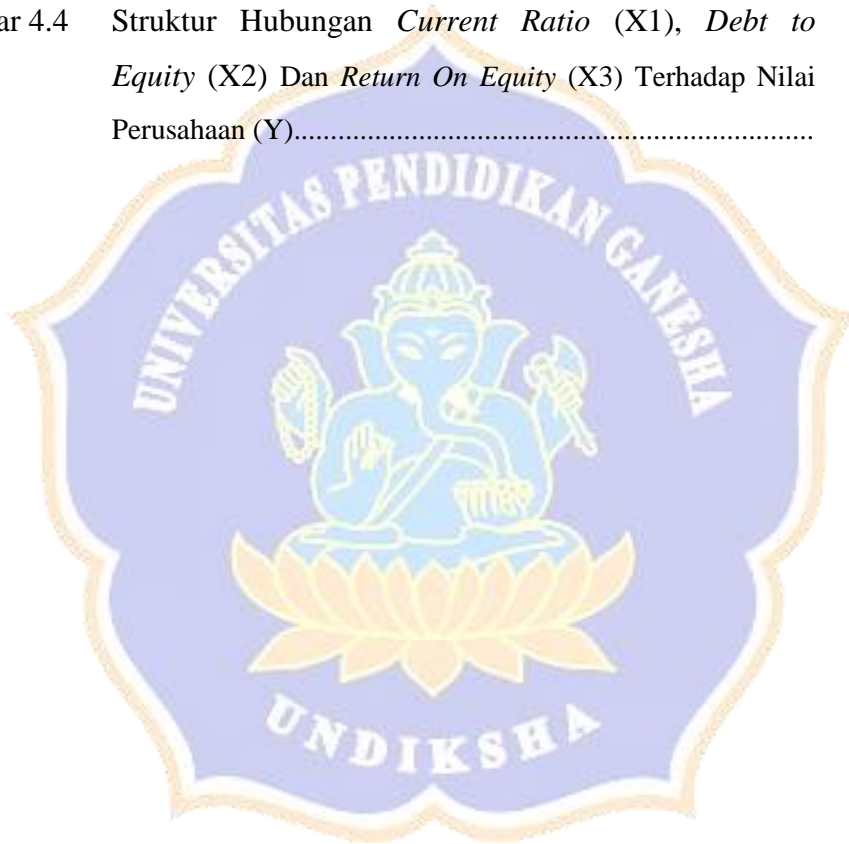 ar 4.4 Struktur Hubungan Current Ratio (X1), Debt to
Equity (X2) Dan Return On Equity (X3) Terhadap Nilai
Perusahaan (Y)........................................................................
UNIVERSITAS PENDIDIKAN GANESHA
UNDIKSHA